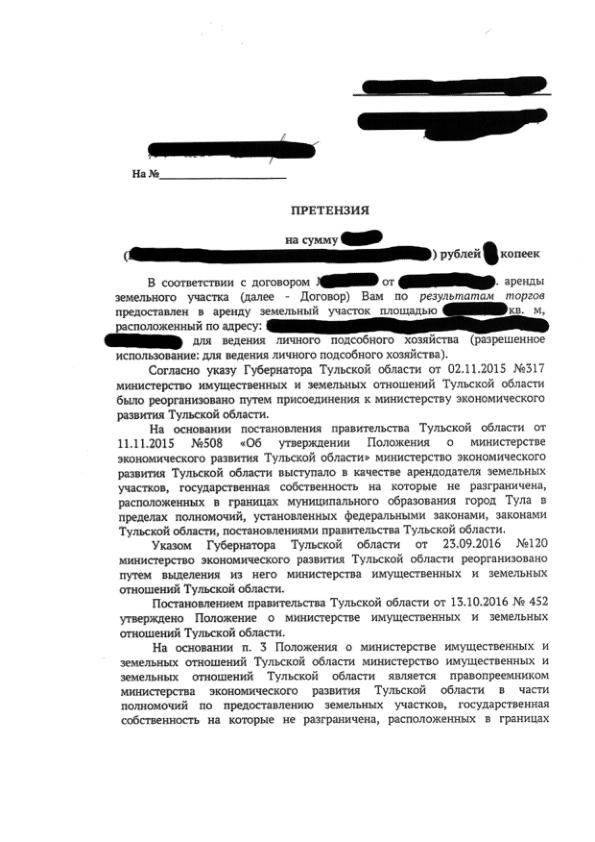 На №
ПРЕТЕНЗИЯ
на сумму
( ) рублей копеек
В соответствии с договором от . аренды
земельного участка (далее - Договор) Вам по результатам торгов
предоставлен в аренду земельный участок площадью кв. м,
расположенный по адресу:
для ведения личного подсобного хозяйства (разрешенное
использование: для ведения личного подсобного хозяйства).
Согласно указу Губернатора Тульской области от 02.11.2015 №317
министерство имущественных и земельных отношений Тульской области
было реорганизовано путем присоединения к министерству экономического
развития Тульской области.
На основании постановления правительства Тульской области от
11.11.2015 №508 «Об утверждении Положения о министерстве
экономического развития Тульской области» министерство экономического
развития Тульской области выступало в качестве арендодателя земельных
участков, государственная собственность на которые не разграничена,
расположенных в границах муниципального образования город Тула в
пределах полномочий, установленных федеральными законами, законами
Тульской области, постановлениями правительства Тульской области.
Указом Губернатора Тульской области от 23.09.2016 №120
министерство экономического развития Тульской области реорганизовано
путем выделения из него министерства имущественных и земельных
отношений Тульской области.
Постановлением правительства Тульской области от 13.10.2016 № 452
утверждено Положение о министерстве имущественных и земельных
отношений Тульской области.
На основании п. 3 Положения о министерстве имущественных и
земельных отношений Тульской области министерство имущественных и
земельных отношений Тульской области является правопреемником
министерства экономического развития Тульской области в части
полномочий по предоставлению земельных участков, государственная
собственность на которые не разграничена, расположенных в границах